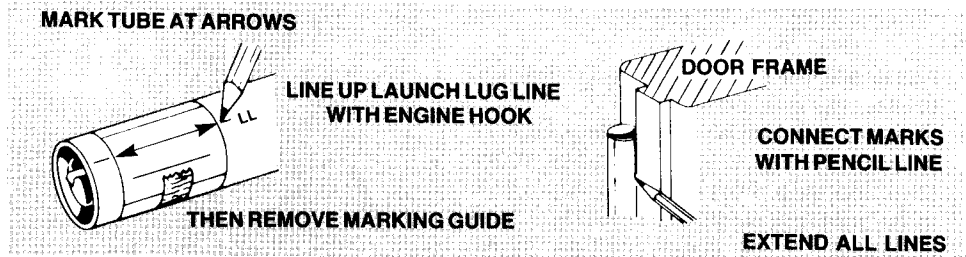 MARK TUBE AT ARROWS
LL
LINE UP LAUNCH LUG LINE
WITH ENGINE HOOK
THEN REMOVE MARKING GUIDE
DOOR FRAME
CONNECT MARKS
WITH PENCIL LINE
EXTEND ALL LINES